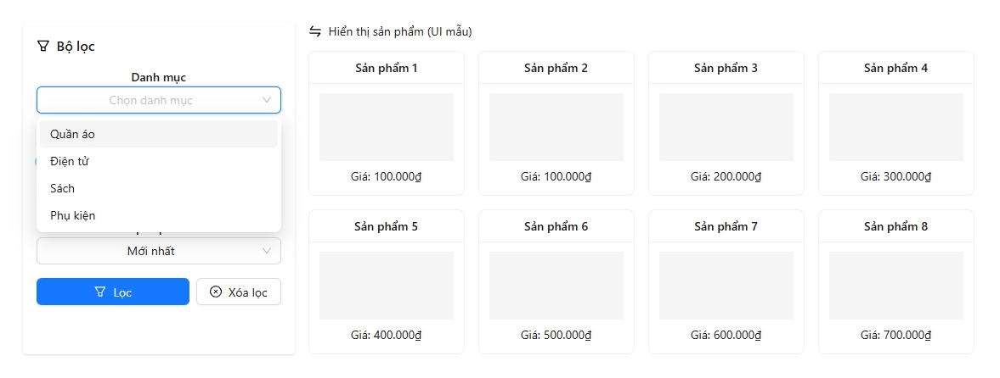 Bộ lọc
Danh mục
Chọn danh mục
Quần áo
Điện tử
Sách
Phụ kiện
Mới nhất
Lọc
Xóa lọc
Hiển thị sản phẩm (UI mẫu)
Sản phẩm 1
Sản phẩm 2
Sản phẩm 3
Sản phẩm 4
Giá: 100.000₫
Giá: 100.000₫
Giá: 200.000₫
Giá: 300.000₫
Sản phẩm 5
Sản phẩm 6
Sản phẩm 7
Sản phẩm 8
Giá: 400.000₫
Giá: 500.000₫
Giá: 600.000₫
Giá: 700.000₫